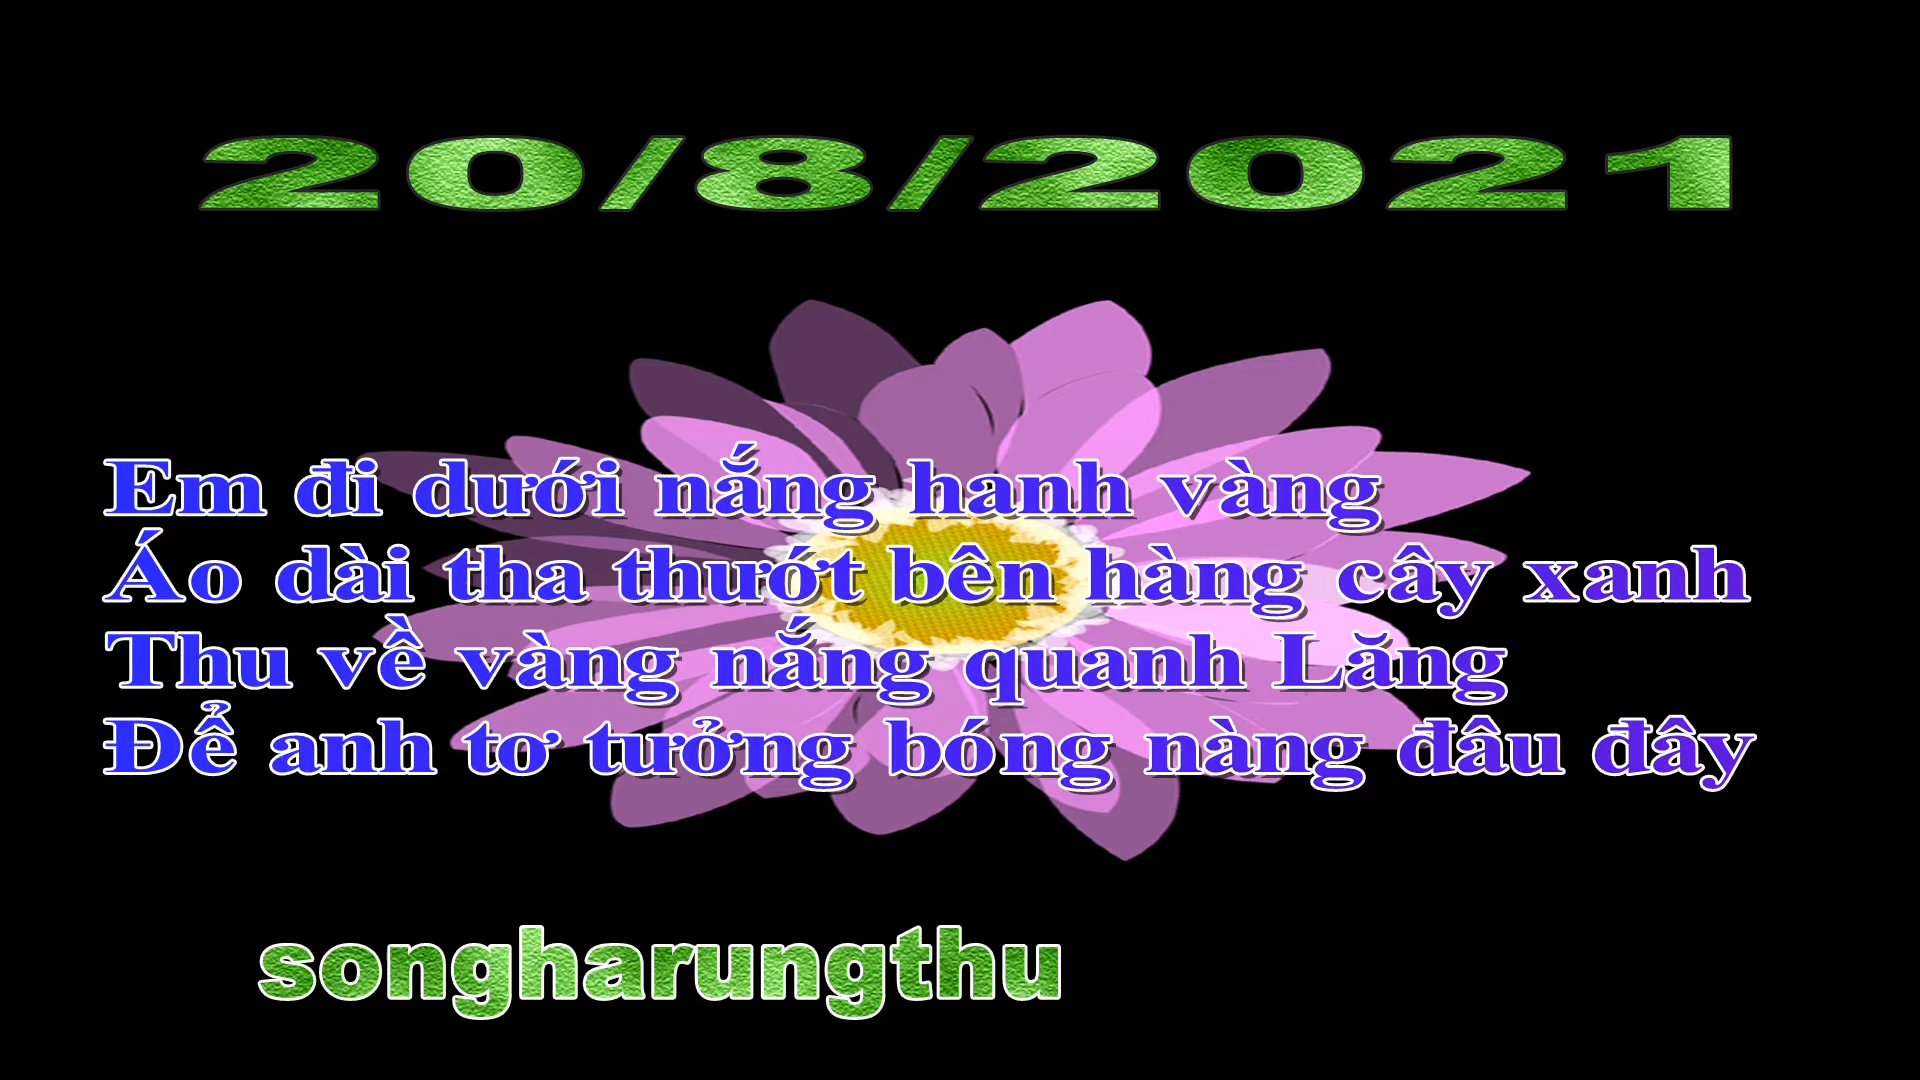 20/8/2021
Em đi dưới nắng hanh vàng
Áo dài tha thướt bên hàng cây xanh
Thu về vàng nắng quanh Lăng
Để anh tơ tưởng bóng nàng đâu đây
songharungthu